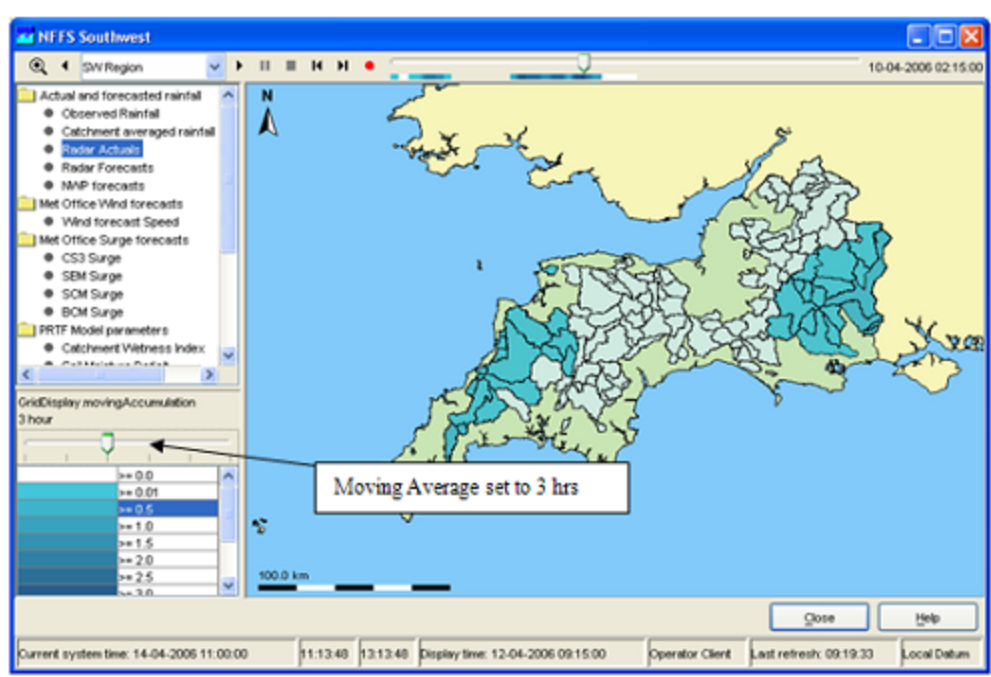 NFFS Southwest
SW Region
10-04-2006 02:15:00
Actual and forecasted rainfall
Observed Rainfall
Catchment averaged rainfall
Radar Actuals
Radar Forecasts
NWP forecasts
Met Office Wind forecasts
Wind forecast Speed
Met Office Surge forecasts
CS3 Surge
SEM Surge
SCM Surge
BCM Surge
PRTF Model parameters
Catchment Wetness Index
GridDisplay.movingAccumulation
3 hour
>= 0.0
>= 0.01
>= 0.5
>= 1.0
>= 1.5
>= 2.0
>= 2.5
>= 3.0
N
Moving Average set to 3 hrs
100.0 km
Close
Help
Current system time: 14-04-2006 11:00:00
11:13:48
13:13:48
Display time: 12-04-2006 09:15:00
Operator Client
Last refresh: 09:19:33
Local Datum